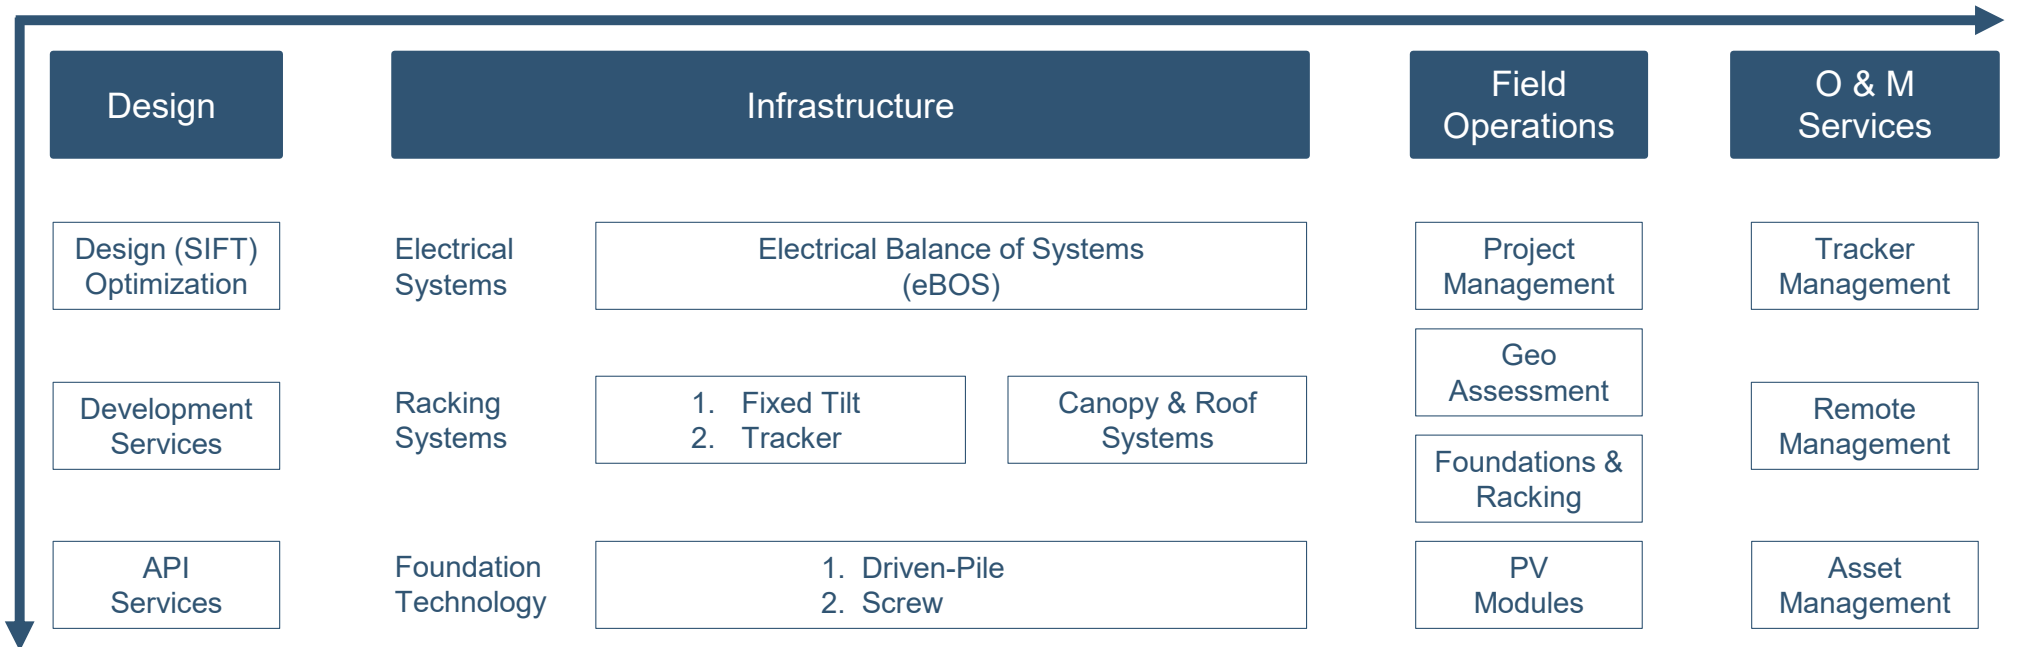 Design
Infrastructure
Field
Operations
O & M
Services
Design (SIFT)
Optimization
Electrical
Systems
Electrical Balance of Systems
(eBOS)
Project
Management
Tracker
Management
Geo
Assessment
Development
Services
Racking
Systems
1. Fixed Tilt
2. Tracker
Canopy & Roof
Systems
Remote
Management
Foundations &
Racking
API
Services
Foundation
Technology
1. Driven-Pile
2. Screw
PV
Modules
Asset
Management